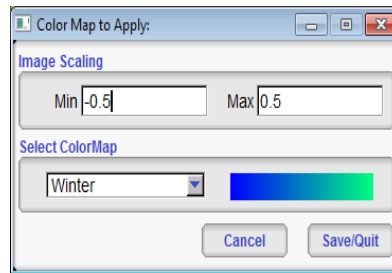 Color Map to Apply:
Image Scaling
Min -0.5 Max 0.5
Select ColorMap
Winter
Cancel Save/Quit